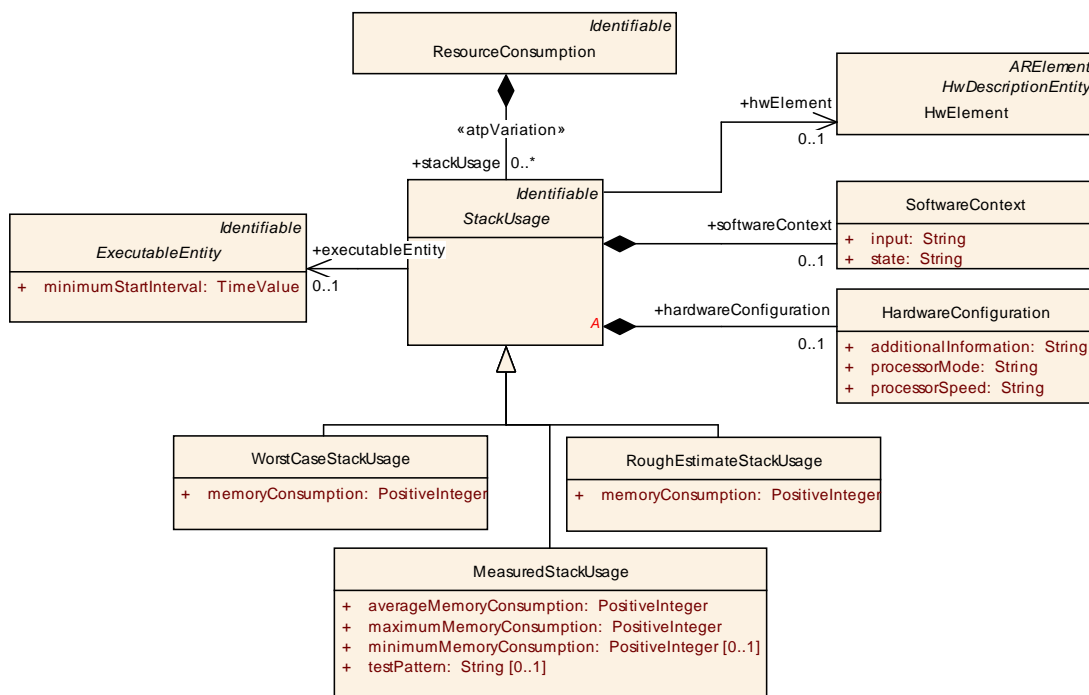 Identifiable
ResourceConsumption
«atpVariation»
+stackUsage 0..*
ARElement
HwDescriptionEntity
HwElement
+hwElement
0..1
Identifiable
StackUsage
A
SoftwareContext
+ input: String
+ state: String
+softwareContext
0..1
Identifiable
ExecutableEntity
+ minimumStartInterval: TimeValue
+executableEntity
0..1
HardwareConfiguration
+ additionalInformation: String
+ processorMode: String
+ processorSpeed: String
+hardwareConfiguration
0..1
WorstCaseStackUsage
+ memoryConsumption: PositiveInteger
RoughEstimateStackUsage
+ memoryConsumption: PositiveInteger
MeasuredStackUsage
+ averageMemoryConsumption: PositiveInteger
+ maximumMemoryConsumption: PositiveInteger
+ minimumMemoryConsumption: PositiveInteger [0..1]
+ testPattern: String [0..1]